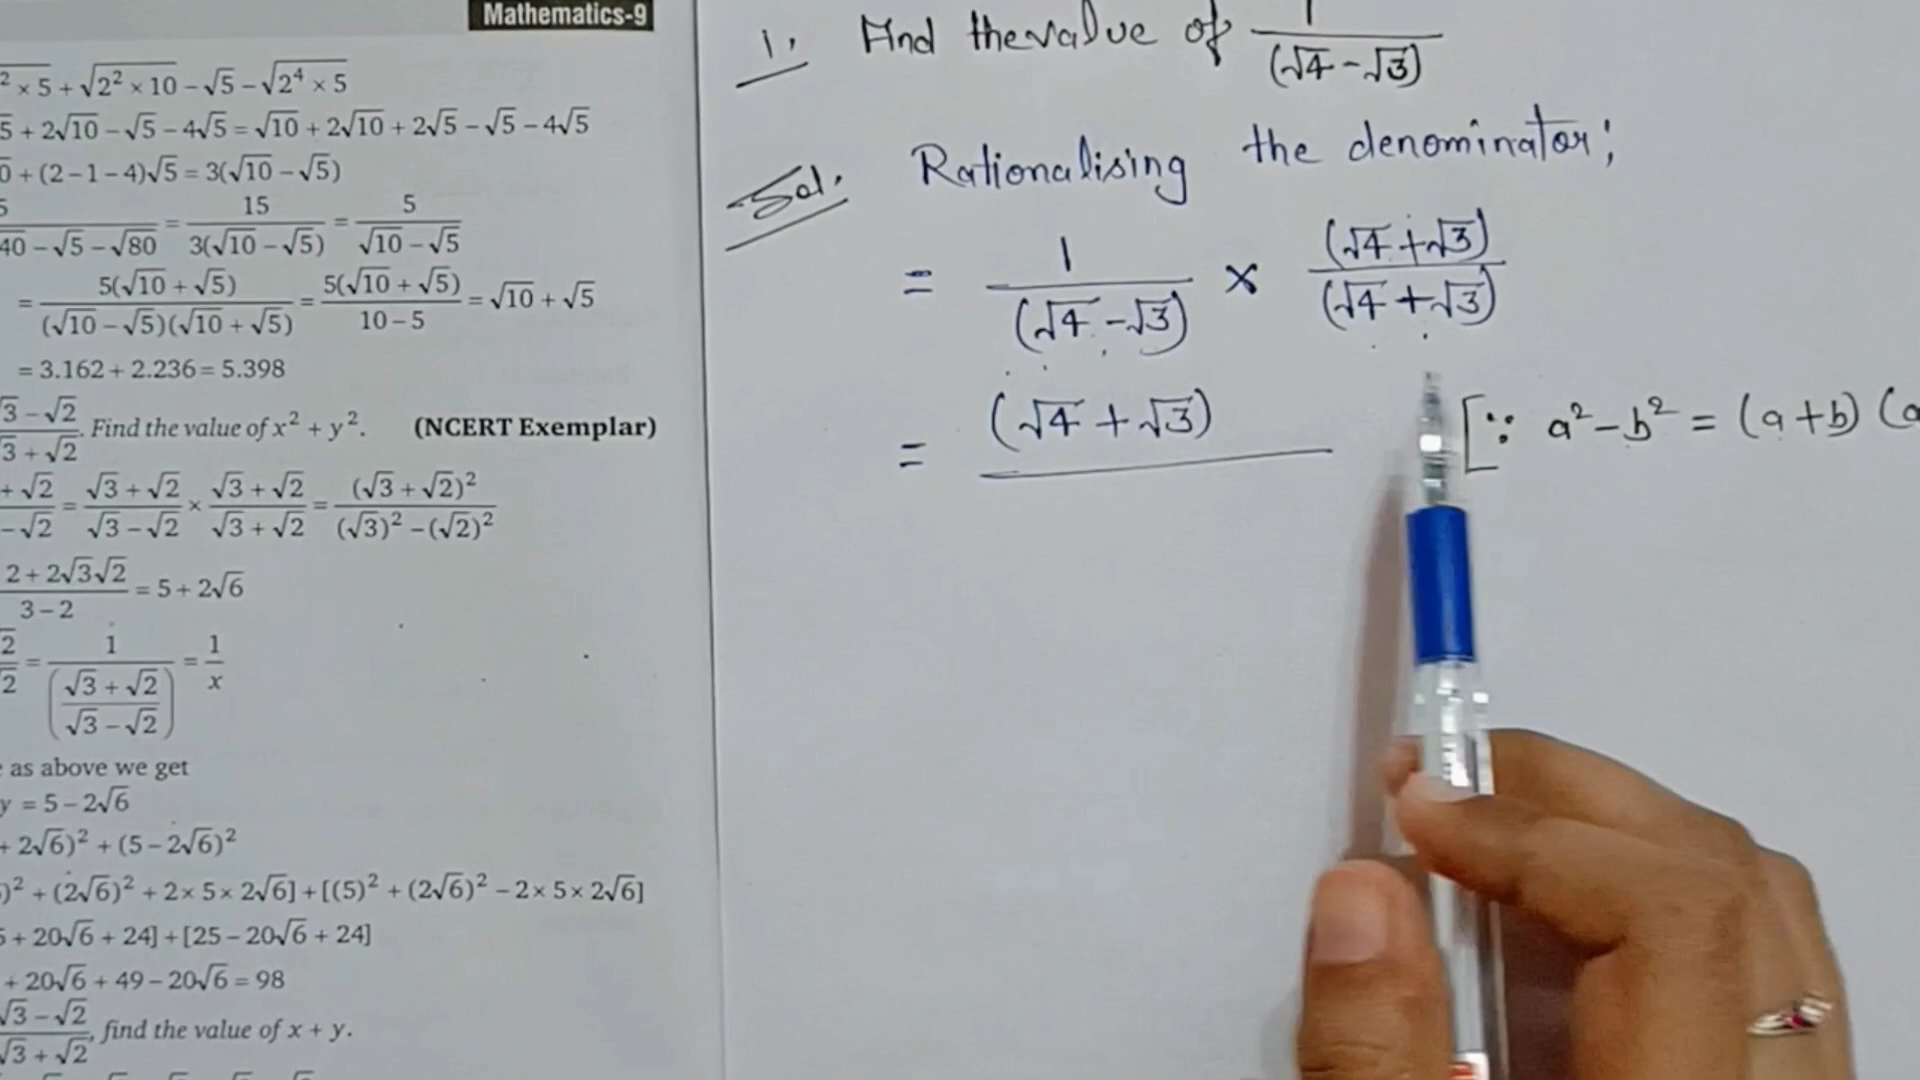 Mathematics-9
² × 5 + √2² × 10 − √5 − √2⁴ × 5
5 + 2√10 − √5 − 4√5 = √10 + 2√10 + 2√5 − √5 − 4√5
0 + (2−1−4)√5 = 3(√10 − √5)
5/(40 − √5 − √80) = 15/(3(√10 − √5)) = 5/(√10 − √5)
= 5(√10 + √5)/((√10 − √5)(√10 + √5)) = 5(√10 + √5)/(10 − 5) = √10 + √5
= 3.162 + 2.236 = 5.398
(√3 − √2)/(√3 + √2). Find the value of x² + y². (NCERT Exemplar)
(+ √2)/(− √2) = (√3 + √2)/(√3 − √2) × (√3 + √2)/(√3 + √2) = (√3 + √2)²/((√3)² − (√2)²)
(2 + 2√3√2)/(3 − 2) = 5 + 2√6
√2/2 = 1/((√3 + √2)/(√3 − √2)) = 1/x
as above we get
y = 5 − 2√6
+ 2√6)² + (5 − 2√6)²
)² + (2√6)² + 2 × 5 × 2√6] + [(5)² + (2√6)² − 2 × 5 × 2√6]
5 + 20√6 + 24] + [25 − 20√6 + 24]
+ 20√6 + 49 − 20√6 = 98
(√3 − √2)/(√3 + √2), find the value of x + y.
1. Find the value of 1/(√4 − √3)
Sol. Rationalising the denominator;
= 1/(√4 − √3) × (√4 + √3)/(√4 + √3)
= (√4 + √3)
[∵ a² − b² = (a+b) (a